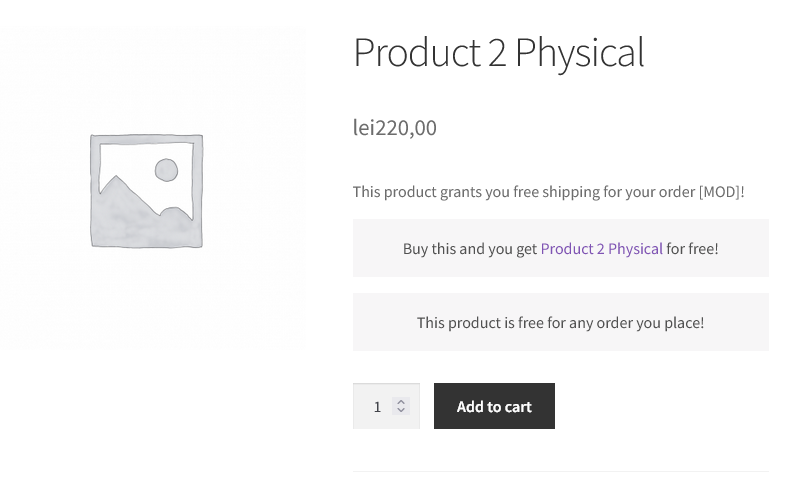 Product 2 Physical
lei220,00
This product grants you free shipping for your order [MOD]!
Buy this and you get Product 2 Physical for free!
This product is free for any order you place!
1 Add to cart